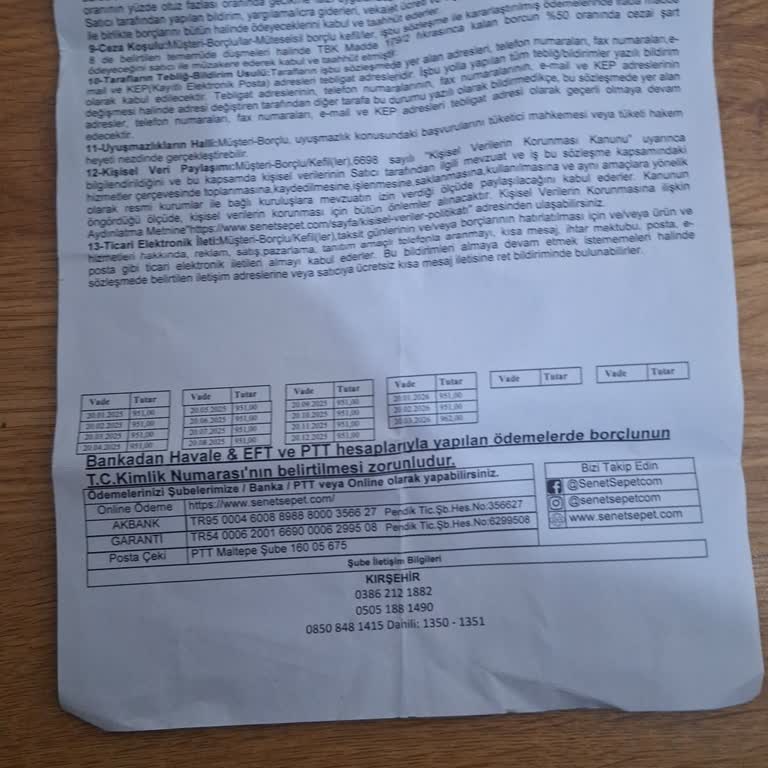 oranının yüzde otuz fazlası oranında gecikme
Satıcı tarafından yapılan bildirim, yargılama/icra giderleri, vekalet ücreti
ile birlikte borçlarını bütün halinde ödeyeceklerini kabul ve taahhüt ederler.
9-Ceza Koşulu:Müşteri-Borçlular-Müteselsil borçlu kefiller, işbu sözleşme ile kararlaştırılmış ödemelerinde
8 de belirtilen temerrüde düşmeleri halinde TBK Madde 179/2 fıkrasınca kalan borcun %50 oranında cezai şart
ödeyeceğini satıcı ile müzakere ederek kabul ve taahhüt etmiştir.
10-Tarafların Tebliğ-Bildirim Usulü:Tarafların işbu sözleşmede yer alan adresleri, telefon numaraları, fax numaraları,e-
mail ve KEP(Kayıtlı Elektronik Posta) adresleri tebligat adresleridir. İşbu yolla yapılan tüm tebliğ/bildirimler yazılı bildirim
olarak kabul edilecektir. Tebligat adreslerinin, telefon numaralarının, fax numaralarının, e-mail ve KEP adreslerinin
değişmesi halinde adresi değiştiren tarafından diğer tarafa bu durumu yazılı olarak bildirmedikçe, bu sözleşmede yer alan
adresler, telefon numaraları, fax numaraları, e-mail ve KEP adresleri tebligat adresi olarak geçerli olmaya devam
edecektir.
11-Uyuşmazlıkların Halli:Müşteri-Borçlu, uyuşmazlık konusundaki başvurularını tüketici mahkemesi veya tüketici hakem
heyeti nezdinde gerçekleştirebilir.
12-Kişisel Veri Paylaşımı:Müşteri-Borçlu/Kefil(ler),6698 sayılı "Kişisel Verilerin Korunması Kanunu" uyarınca
bilgilendirildiğini ve bu kapsamda kişisel verilerinin Satıcı tarafından ilgili mevzuat ve iş bu sözleşme kapsamındaki
hizmetler çerçevesinde toplanmasına,kaydedilmesine,işlenmesine,saklanmasına,kullanılmasına ve aynı amaçlara yönelik
olarak resmi kurumlar ile bağlı kuruluşlara mevzuatın izin verdiği ölçüde paylaşılacağını kabul ederler. Kanunun
öngördüğü ölçüde, kişisel verilerin korunması için bütün önlemler alınacaktır. Kişisel Verilerin Korunmasına ilişkin
Aydınlatma Metnine"https://www.senetsepet.com/sayfa/kisisel-veriler-politikati" adresinden ulaşabilirsiniz.
13-Ticari Elektronik İleti:Müşteri-Borçlu/Kefil(ler),taksit günlerinin ve/veya borçlarının hatırlatılması için ve/veya ürün ve
hizmetleri hakkında, reklam, satış,pazarlama, tanıtım amaçlı telefonla aranmayı, kısa mesaj, ihtar mektubu, posta, e-
posta gibi ticari elektronik iletileri almayı kabul ederler. Bu bildirimleri almaya devam etmek istememeleri halinde
sözleşmede belirtilen iletişim adreslerine veya satıcıya ücretsiz kısa mesaj iletisine ret bildiriminde bulunabilirler.
Vade Tutar Vade Tutar Vade Tutar Vade Tutar Vade Tutar Vade Tutar
20.01.2025 951,00 20.05.2025 951,00 20.09.2025 951,00 20.01.2026 951,00
20.02.2025 951,00 20.06.2025 951,00 20.10.2025 951,00 20.02.2026 951,00
20.03.2025 951,00 20.07.2025 951,00 20.11.2025 951,00 20.03.2026 962,00
20.04.2025 951,00 20.08.2025 951,00 20.12.2025 951,00
Bankadan Havale & EFT ve PTT hesaplarıyla yapılan ödemelerde borçlunun
T.C.Kimlik Numarası'nın belirtilmesi zorunludur.
Ödemelerinizi Şubelerimize / Banka / PTT veya Online olarak yapabilirsiniz.
Online Ödeme https://www.senetsepet.com/
AKBANK TR95 0004 6008 8988 8000 3566 27 Pendik Tic.Şb.Hes.No:356627
GARANTİ TR54 0006 2001 6690 0006 2995 08 Pendik Tic.Şb.Hes.No:6299508
Posta Çeki PTT Maltepe Şube 160 05 675
Bizi Takip Edin
@SenetSepetcom
@senetsepetcom
www.senetsepet.com
Şube İletişim Bilgileri
KIRŞEHİR
0386 212 1882
0505 188 1490
0850 848 1415 Dahili: 1350 - 1351